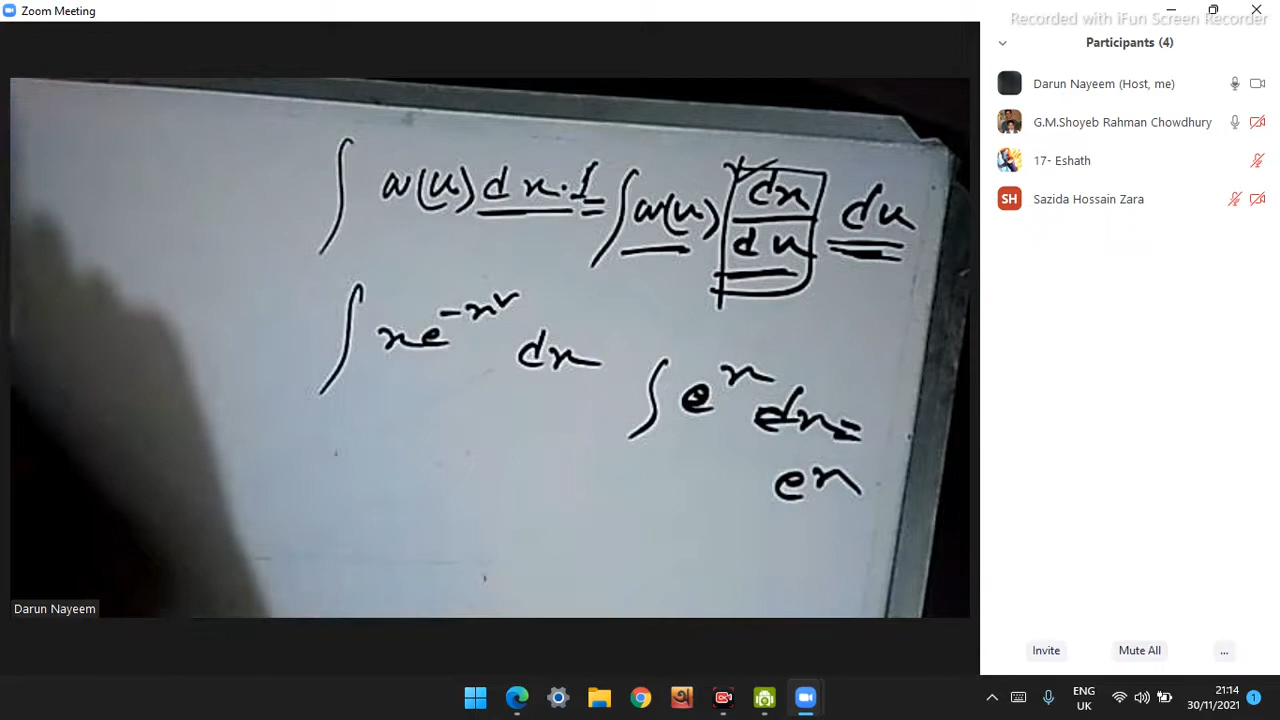 Zoom Meeting
Recorded with iFun Screen Recorder
Participants (4)
Darun Nayeem (Host, me)
G.M.Shoyeb Rahman Chowdhury
17- Eshath
SH Sazida Hossain Zara
∫ w(u) dx·1 ∫ w(u) dx/du du
∫ xe^-x² dx
∫ e^x dx =
e^x
Darun Nayeem
Invite Mute All ...
অ
ENG
UK
21:14
30/11/2021
1